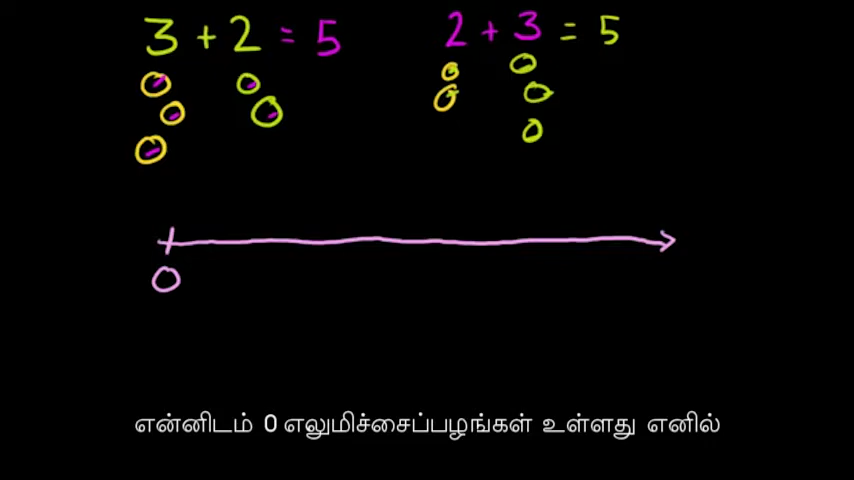 3 + 2 = 5 2 + 3 = 5
0
என்னிடம் 0 எலுமிச்சைப்பழங்கள் உள்ளது எனில்